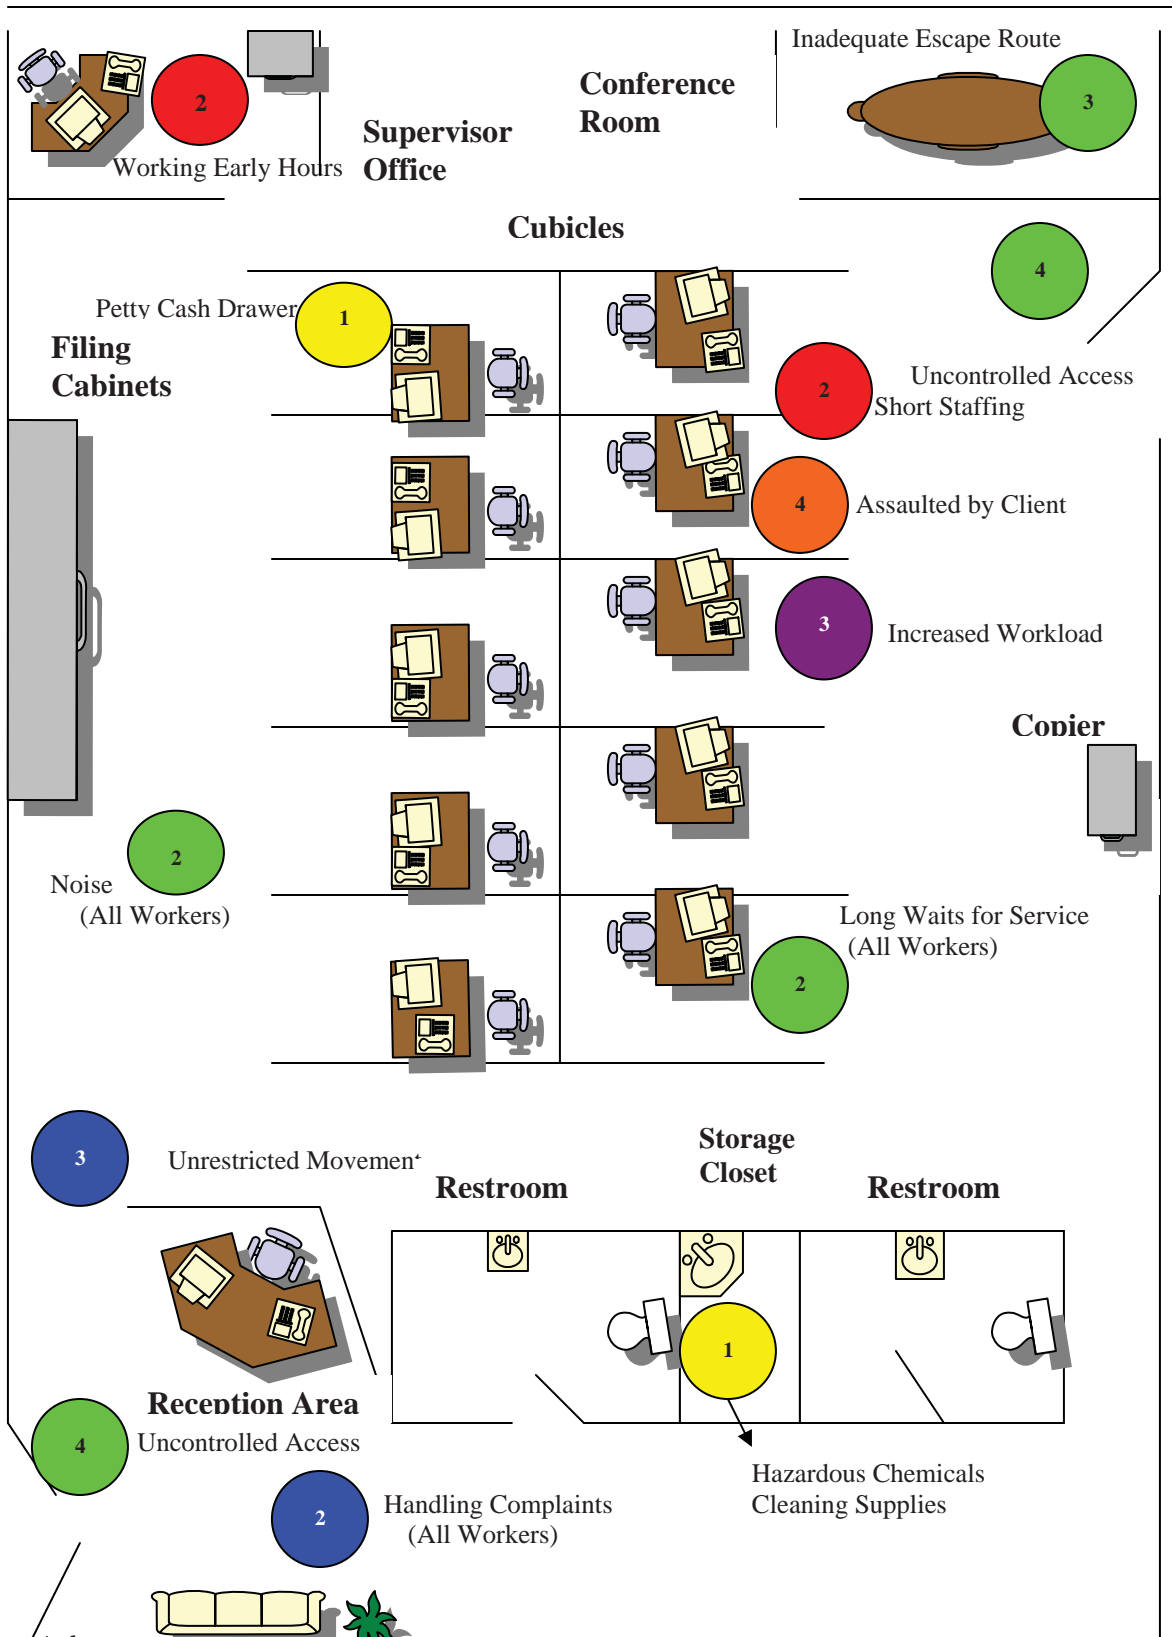 Inadequate Escape Route
3
2
Conference
Room
Supervisor
Office
Working Early Hours
Cubicles
4
Petty Cash Drawer
1
Filing
Cabinets
2
Uncontrolled Access
Short Staffing
4
Assaulted by Client
3
Increased Workload
Copier
2
Noise
(All Workers)
Long Waits for Service
(All Workers)
2
3
Unrestricted Movement
Storage
Closet
Restroom
Restroom
1
Reception Area
4
Uncontrolled Access
Hazardous Chemicals
Cleaning Supplies
2
Handling Complaints
(All Workers)